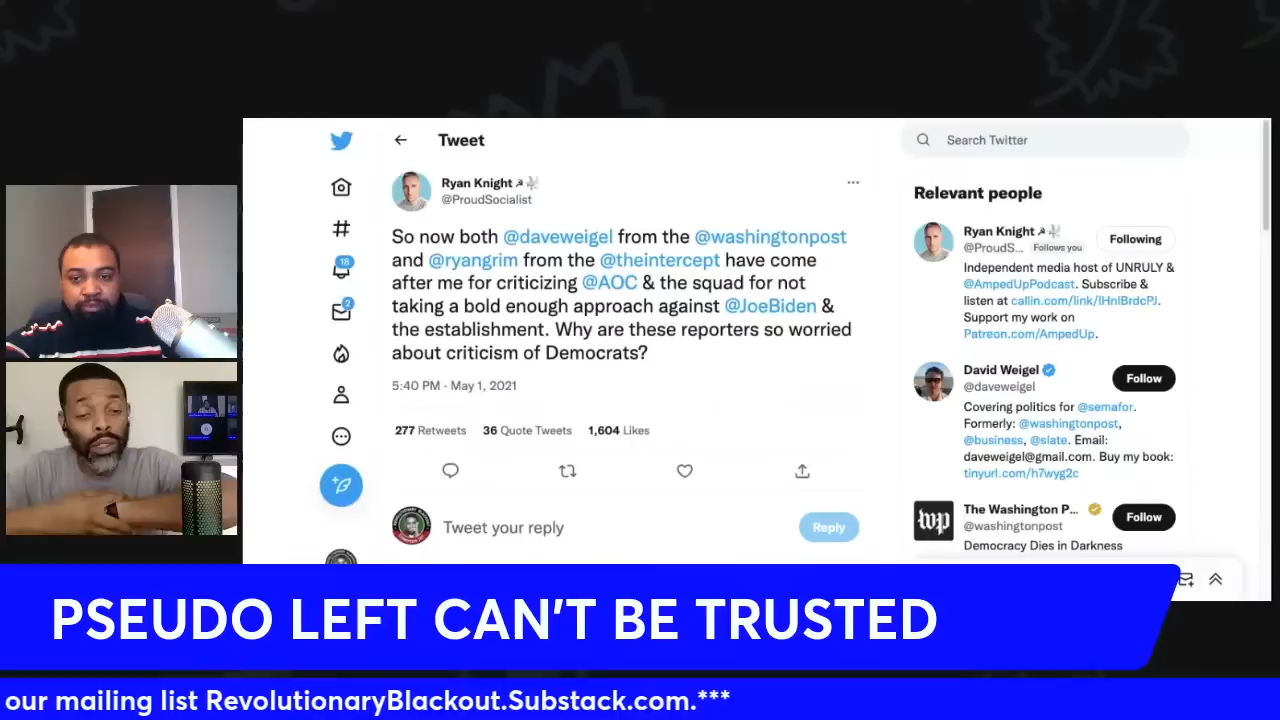 Tweet
Search Twitter
Ryan Knight
@ProudSocialist
So now both @daveweigel from the @washingtonpost
and @ryangrim from the @theintercept have come
after me for criticizing @AOC & the squad for not
taking a bold enough approach against @JoeBiden &
the establishment. Why are these reporters so worried
about criticism of Democrats?
5:40 PM · May 1, 2021
277 Retweets 36 Quote Tweets 1,604 Likes
Tweet your reply
Reply
18
2
Relevant people
Ryan Knight
@ProudS... Follows you
Following
Independent media host of UNRULY &
@AmpedUpPodcast. Subscribe &
listen at callin.com/link/lHnlBrdcPJ.
Support my work on
Patreon.com/AmpedUp.
David Weigel
@daveweigel
Follow
Covering politics for @semafor.
Formerly: @washingtonpost,
@business, @slate. Email:
daveweigel@gmail.com. Buy my book:
tinyurl.com/h7wyg2c
wp
The Washington P...
@washingtonpost
Follow
Democracy Dies in Darkness
PSEUDO LEFT CAN'T BE TRUSTED
our mailing list RevolutionaryBlackout.Substack.com.***